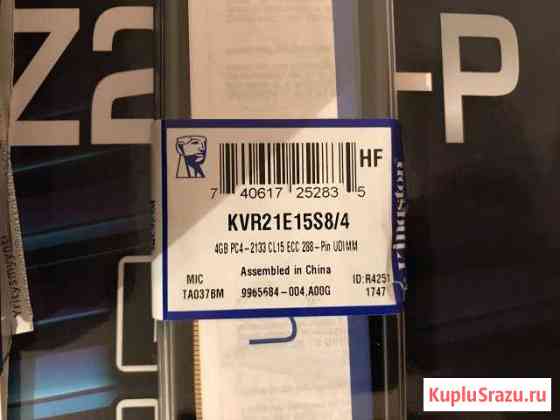 Z2 -P
HF
7 40617 25283 5
KVR21E15S8/4
4GB PC4-2133 CL15 ECC 288-Pin UDIMM
Assembled in China
MIC
ID:R4251
TA037BM 9965684-004.A00G 1747
Kingston
KupluSrazu.ru